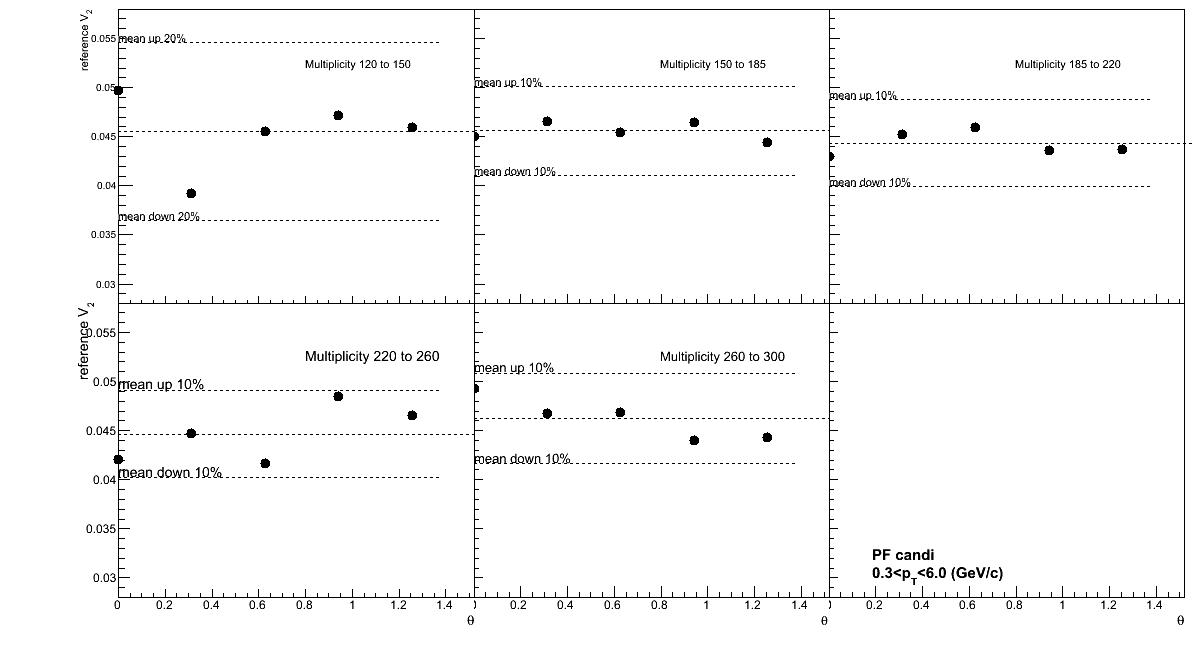 reference V2
0.055
0.05
0.045
0.04
0.035
0.03
mean up 20%
Multiplicity 120 to 150
mean down 20%
mean up 10%
Multiplicity 150 to 185
mean down 10%
mean up 10%
Multiplicity 185 to 220
mean down 10%
reference V2
0.055
0.05
0.045
0.04
0.035
0.03
Multiplicity 220 to 260
mean up 10%
mean down 10%
0 0.2 0.4 0.6 0.8 1 1.2
θ
Multiplicity 260 to 300
mean up 10%
mean down 10%
0.2 0.4 0.6 0.8 1 1.2 1.4
θ
PF candi
0.3<pT<6.0 (GeV/c)
0.2 0.4 0.6 0.8 1 1.2 1.4
θ